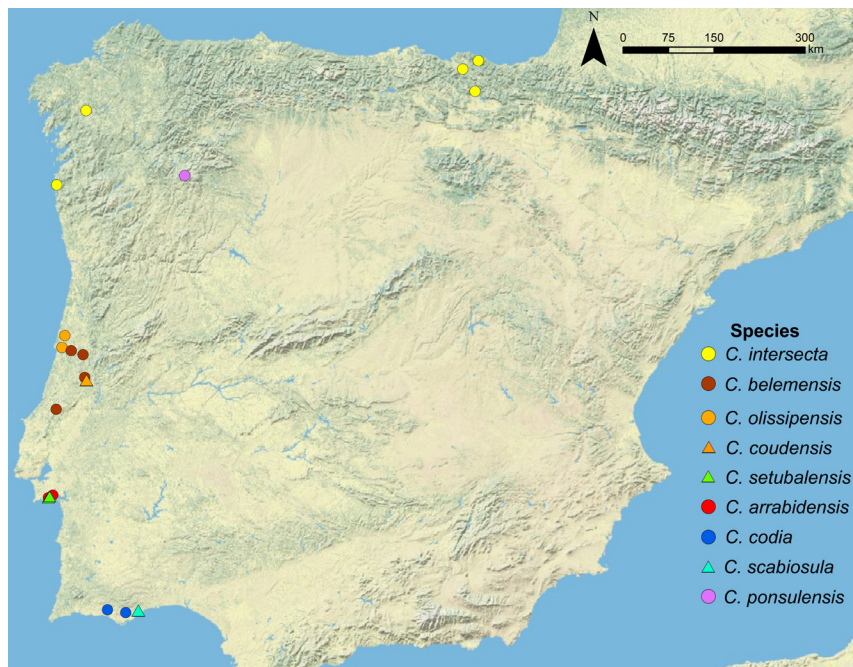 N
0 75 150 300
km
Species
C. intersecta
C. belemensis
C. olissipensis
C. coudensis
C. setubalensis
C. arrabidensis
C. codia
C. scabiosula
C. ponsulensis